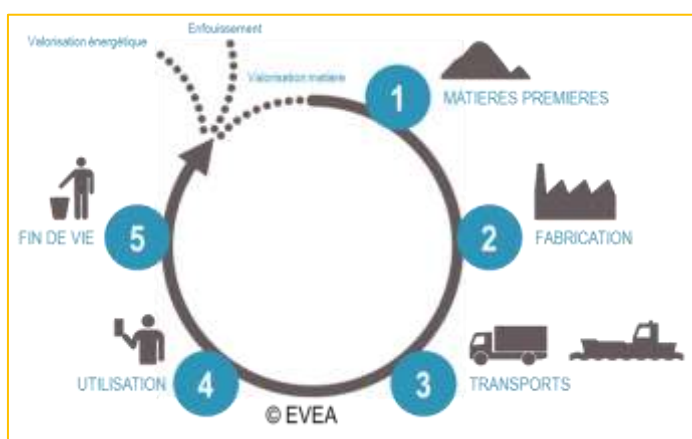 Enfouissement
Valorisation énergétique
Valorisation matière
1
MATIERES PREMIERES
2
FABRICATION
3
TRANSPORTS
4
UTILISATION
5
FIN DE VIE
© EVEA